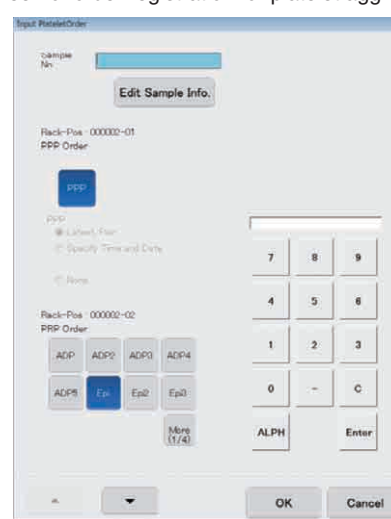 Input PlateletOrder
Sample
No
Edit Sample Info.
Rack-Pos 000002-01
PPP Order
PPP
PPP
Latest Pair
Specify Time and Date
None
7 8 9
4 5 6
1 2 3
0 - C
ALPH Enter
Rack-Pos 000002-02
PRP Order
ADP ADP2 ADP3 ADP4
ADP5 Epi Epi2 Epi3
More
(1/4)
OK Cancel